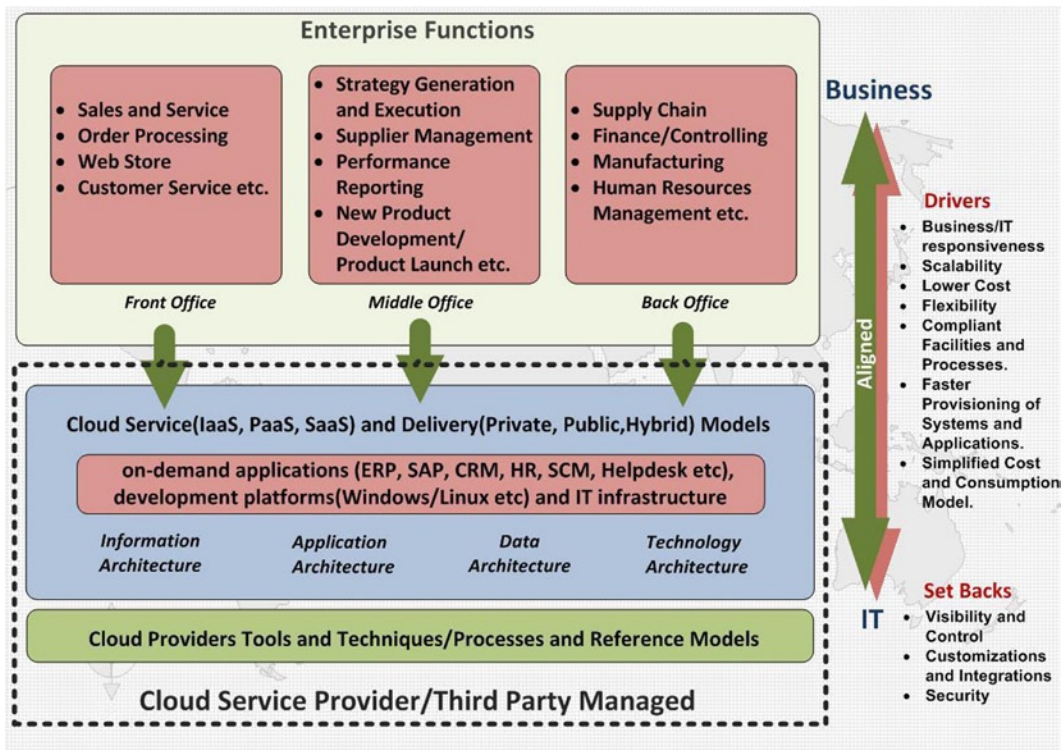 Enterprise Functions
• Sales and Service
• Order Processing
• Web Store
• Customer Service etc.
Front Office
• Strategy Generation
and Execution
• Supplier Management
• Performance
Reporting
• New Product
Development/
Product Launch etc.
Middle Office
• Supply Chain
• Finance/Controlling
• Manufacturing
• Human Resources
Management etc.
Back Office
Cloud Service(IaaS, PaaS, SaaS) and Delivery(Private, Public,Hybrid) Models
on-demand applications (ERP, SAP, CRM, HR, SCM, Helpdesk etc),
development platforms(Windows/Linux etc) and IT infrastructure
Information
Architecture
Application
Architecture
Data
Architecture
Technology
Architecture
Cloud Providers Tools and Techniques/Processes and Reference Models
Cloud Service Provider/Third Party Managed
Business
Aligned
IT
Drivers
• Business/IT
responsiveness
• Scalability
• Lower Cost
• Flexibility
• Compliant
Facilities and
Processes.
• Faster
Provisioning of
Systems and
Applications.
• Simplified Cost
and Consumption
Model.
Set Backs
• Visibility and
Control
• Customizations
and Integrations
• Security